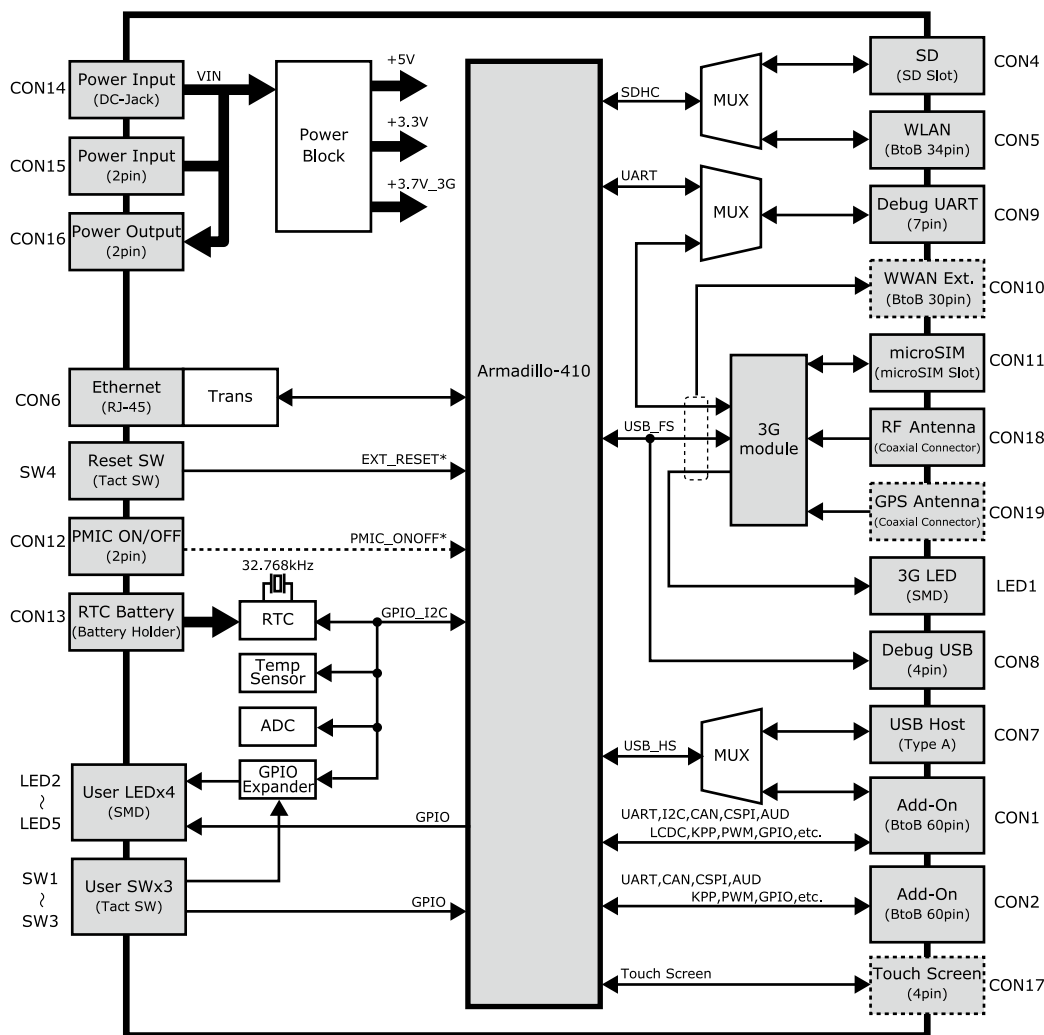 CON14
Power Input
(DC-Jack)
VIN
CON15
Power Input
(2pin)
CON16
Power Output
(2pin)
Power
Block
+5V
+3.3V
+3.7V_3G
CON6
Ethernet
(RJ-45)
Trans
SW4
Reset SW
(Tact SW)
EXT_RESET*
CON12
PMIC ON/OFF
(2pin)
PMIC_ONOFF*
CON13
RTC Battery
(Battery Holder)
32.768kHz
RTC
GPIO_I2C
Temp
Sensor
ADC
GPIO
Expander
LED2
~
LED5
User LEDx4
(SMD)
GPIO
SW1
~
SW3
User SWx3
(Tact SW)
GPIO
Armadillo-410
SDHC
MUX
SD
(SD Slot)
CON4
WLAN
(BtoB 34pin)
CON5
UART
MUX
Debug UART
(7pin)
CON9
WWAN Ext.
(BtoB 30pin)
CON10
microSIM
(microSIM Slot)
CON11
USB_FS
3G
module
RF Antenna
(Coaxial Connector)
CON18
GPS Antenna
(Coaxial Connector)
CON19
3G LED
(SMD)
LED1
Debug USB
(4pin)
CON8
USB_HS
MUX
USB Host
(Type A)
CON7
UART,I2C,CAN,CSPI,AUD
LCDC,KPP,PWM,GPIO,etc.
Add-On
(BtoB 60pin)
CON1
UART,CAN,CSPI,AUD
KPP,PWM,GPIO,etc.
Add-On
(BtoB 60pin)
CON2
Touch Screen
Touch Screen
(4pin)
CON17